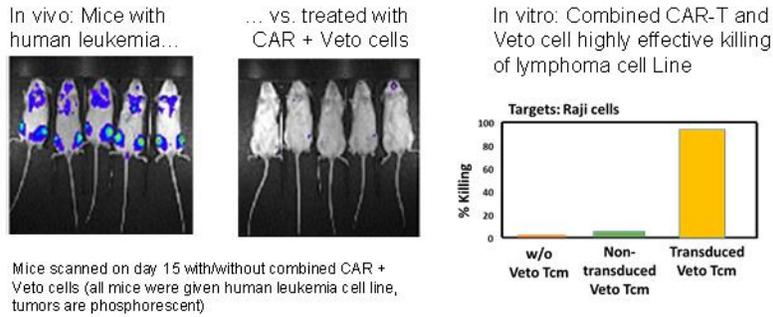 In vivo: Mice with
human leukemia…
… vs. treated with
CAR + Veto cells
Mice scanned on day 15 with/without combined CAR +
Veto cells (all mice were given human leukemia cell line,
tumors are phosphorescent)
In vitro: Combined CAR-T and
Veto cell highly effective killing
of lymphoma cell Line
Targets: Raji cells
% Killing
100
80
60
40
20
0
w/o
Veto Tcm
Non-
transduced
Veto Tcm
Transduced
Veto Tcm